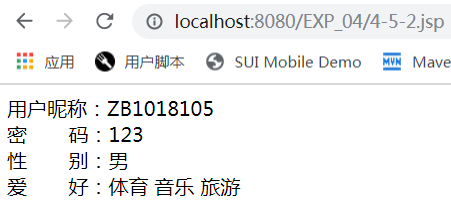 localhost:8080/EXP_04/4-5-2.jsp
应用 用户脚本 SUI Mobile Demo MVN Mave
用户昵称：ZB1018105
密 码：123
性 别：男
爱 好：体育 音乐 旅游